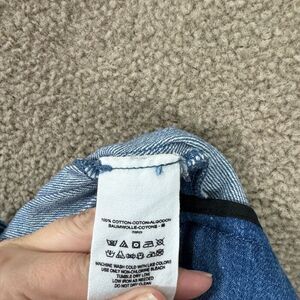 100% COTTON-COTON-ALGODON
BAUMWOLLE-COTONE-棉
MACHINE WASH COLD WITH LIKE COLORS
USE ONLY NON-CHLORINE BLEACH
TUMBLE DRY LOW
LOW IRON AS NEEDED
DO NOT DRY CLEAN